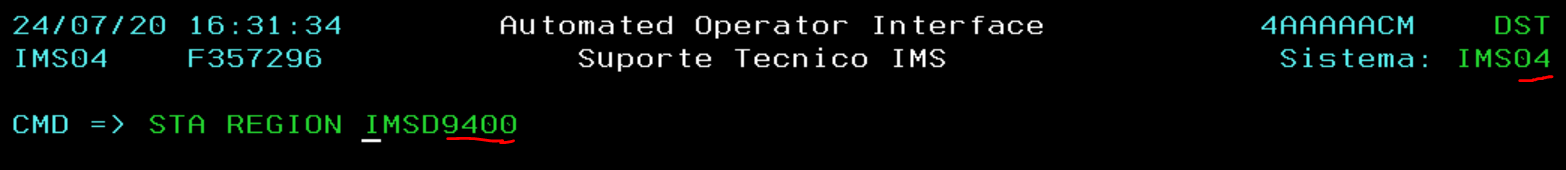 24/07/20 16:31:34 Automated Operator Interface 4AAAAACM DST
IMS04 F357296 Suporte Tecnico IMS Sistema: IMS04
CMD => STA REGION IMSD9400